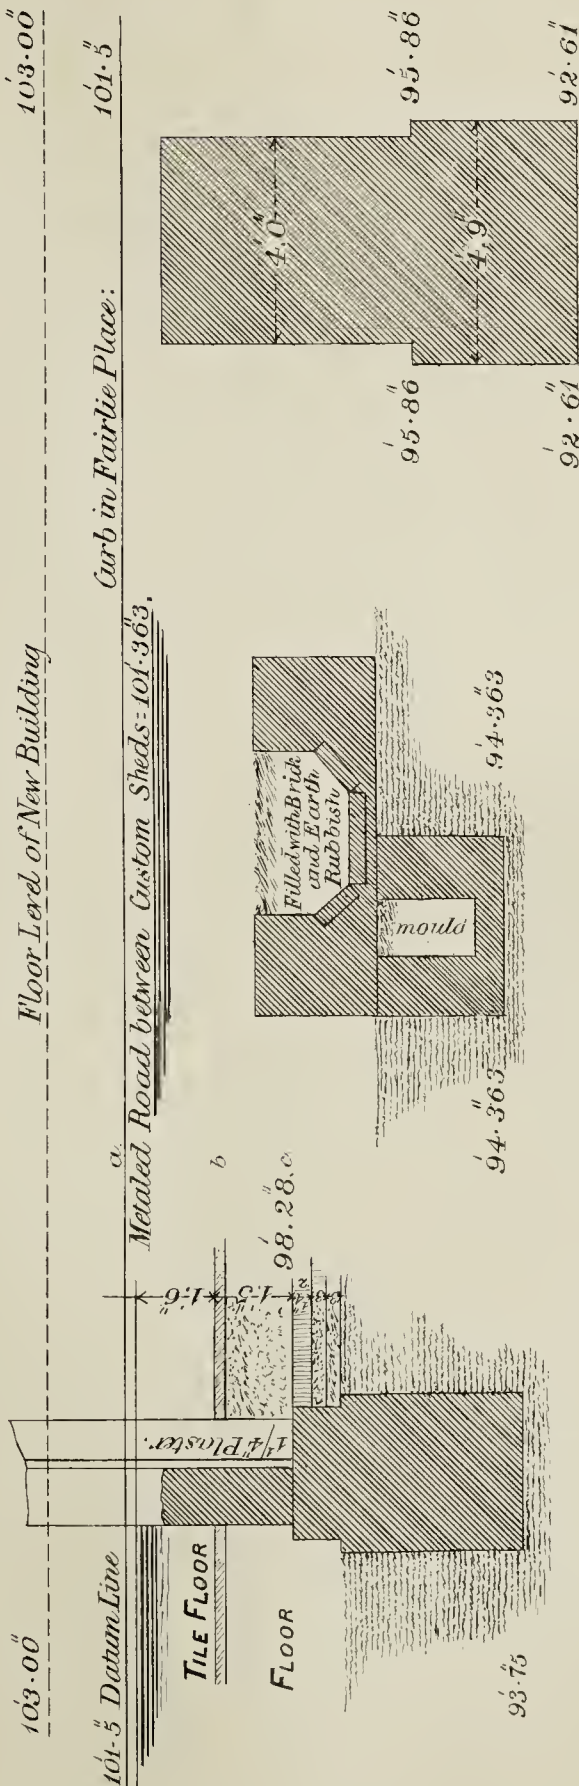 103·00"
Floor Level of New Building
103·00"
101·5" Datum Line
Curb in Fairlie Place:
101·5"
a
Metaled Road between Custom Sheds=101·363.
1·6"
TILE FLOOR
b
1·5"
FLOOR
98·28"
c
1¼" Plaster.
93·75
Filled with Brick
and Earth
Rubbish
mould
94·363
94·363
4'.0"
95·86"
95·86"
4'.9"
92·61"
92·61"